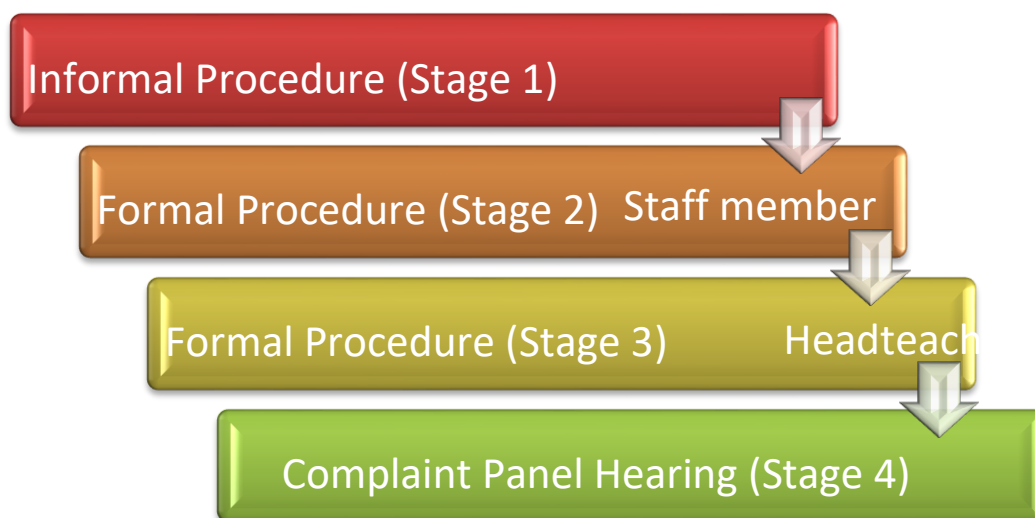 Informal Procedure (Stage 1)
Formal Procedure (Stage 2) Staff member
Formal Procedure (Stage 3) Headteach
Complaint Panel Hearing (Stage 4)